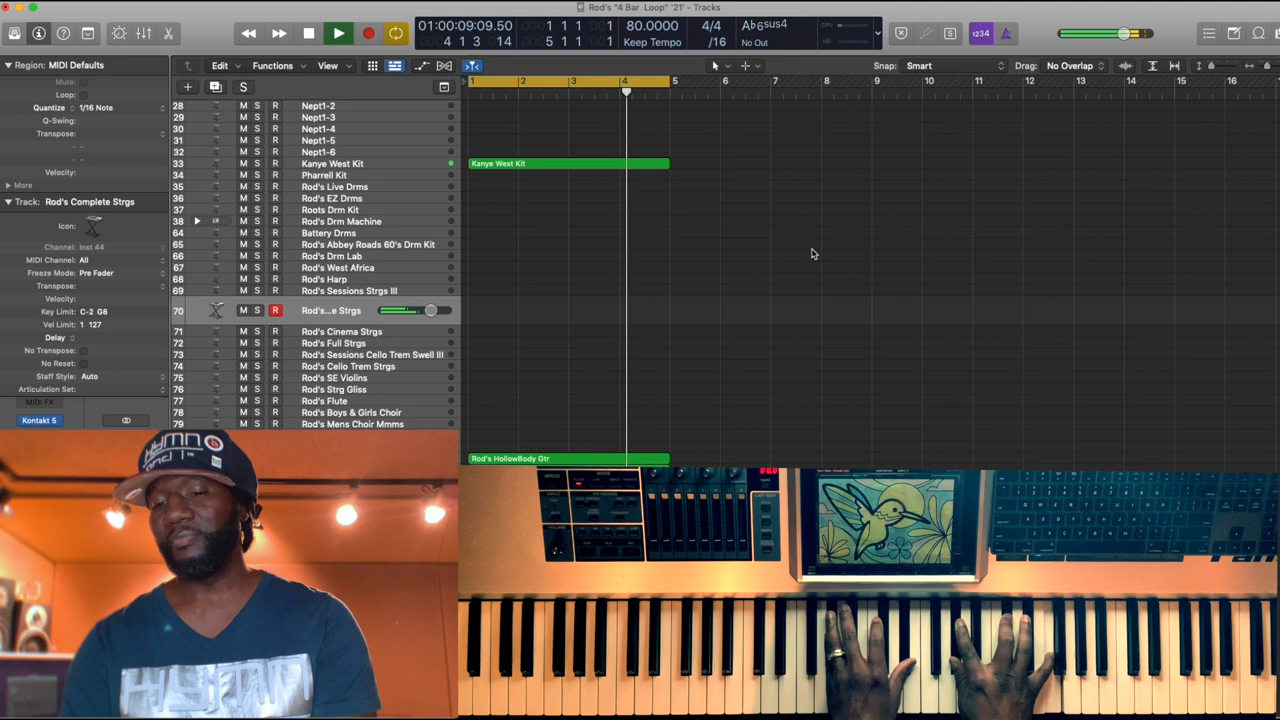 Rod's "4 Bar Loop" '21' - Tracks
01:00:09:09.50
4 1 3 14
1 1 1 1
5 1 1 1
80.0000
Keep Tempo
4/4
/16
A♭6sus4
No Out
CPU
HD
1234
Region: MIDI Defaults
Mute:
Loop:
Quantize 1/16 Note
Q-Swing:
Transpose:
Velocity:
More
Track: Rod's Complete Strgs
Icon:
Channel: Inst 44
MIDI Channel: All
Freeze Mode: Pre Fader
Transpose:
Velocity:
Key Limit: C-2 G8
Vel Limit: 1 127
Delay
No Transpose:
No Reset:
Staff Style: Auto
Articulation Set:
MIDI FX
Kontakt 5
Edit Functions View
Snap: Smart
Drag: No Overlap
S
1 2 3 4 5 6 7 8 9 10 11 12 13 14 15 16
28 M S R Nept1-2
29 M S R Nept1-3
30 M S R Nept1-4
31 M S R Nept1-5
32 M S R Nept1-6
33 M S R Kanye West Kit
34 M S R Pharrell Kit
35 M S R Rod's Live Drms
36 M S R Rod's EZ Drms
37 M S R Roots Drm Kit
38 M S R Rod's Drm Machine
64 M S R Battery Drms
65 M S R Rod's Abbey Roads 60's Drm Kit
66 M S R Rod's Drm Lab
67 M S R Rod's West Africa
68 M S R Rod's Harp
69 M S R Rod's Sessions Strgs III
70 M S R Rod's...e Strgs
71 M S R Rod's Cinema Strgs
72 M S R Rod's Full Strgs
73 M S R Rod's Sessions Cello Trem Swell III
74 M S R Rod's Cello Trem Strgs
75 M S R Rod's SE Violins
76 M S R Rod's Strg Gliss
77 M S R Rod's Flute
78 M S R Rod's Boys & Girls Choir
79 M S R Rod's Mens Choir Mmms
Kanye West Kit
Rod's HollowBody Gtr
HYMN
HYMN